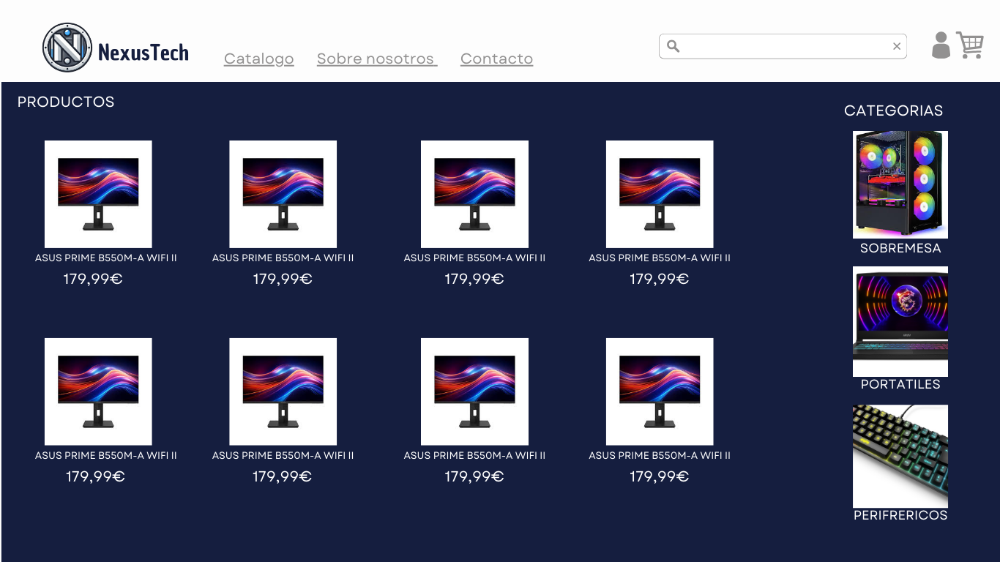 NexusTech
Catalogo Sobre nosotros Contacto
PRODUCTOS
CATEGORIAS
ASUS PRIME B550M-A WIFI II
179,99€
ASUS PRIME B550M-A WIFI II
179,99€
ASUS PRIME B550M-A WIFI II
179,99€
ASUS PRIME B550M-A WIFI II
179,99€
ASUS PRIME B550M-A WIFI II
179,99€
ASUS PRIME B550M-A WIFI II
179,99€
ASUS PRIME B550M-A WIFI II
179,99€
ASUS PRIME B550M-A WIFI II
179,99€
SOBREMESA
PORTATILES
PERIFRERICOS